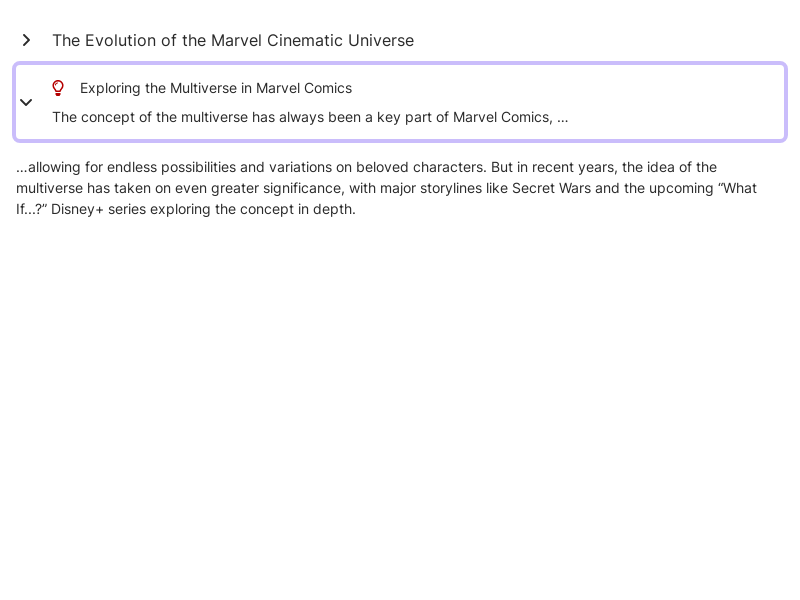 The Evolution of the Marvel Cinematic Universe
Exploring the Multiverse in Marvel Comics
The concept of the multiverse has always been a key part of Marvel Comics, ...
...allowing for endless possibilities and variations on beloved characters. But in recent years, the idea of the
multiverse has taken on even greater significance, with major storylines like Secret Wars and the upcoming “What
If...?” Disney+ series exploring the concept in depth.